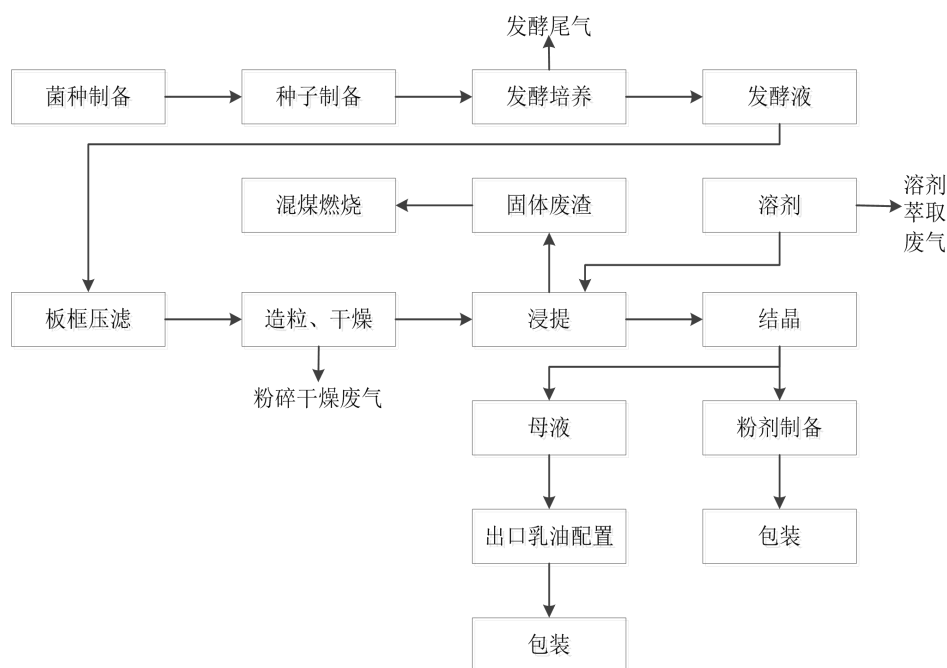 发酵尾气
菌种制备
种子制备
发酵培养
发酵液
混煤燃烧
固体废渣
溶剂
溶剂
萃取
废气
板框压滤
造粒、干燥
浸提
结晶
粉碎干燥废气
母液
粉剂制备
出口乳油配置
包装
包装